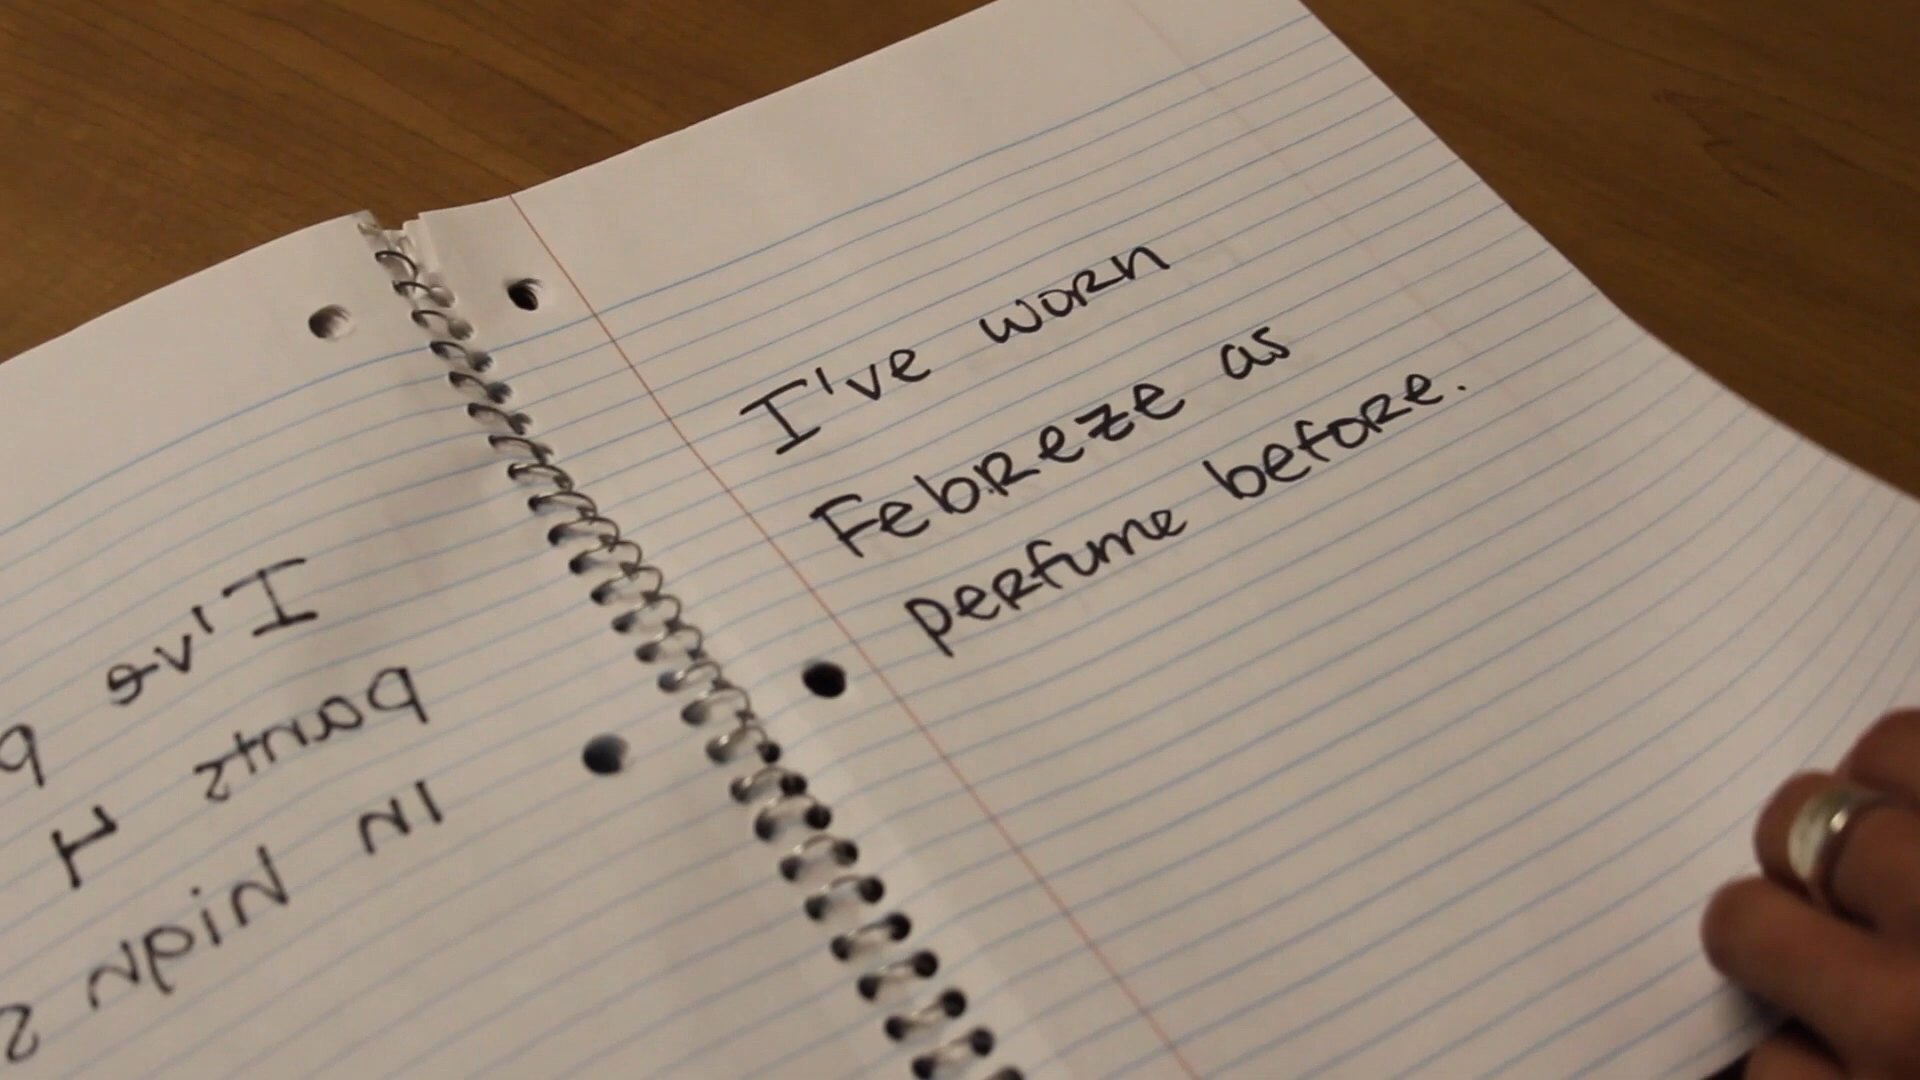 I've
pants I
in high
I've worn
Febreze as
perfume before.